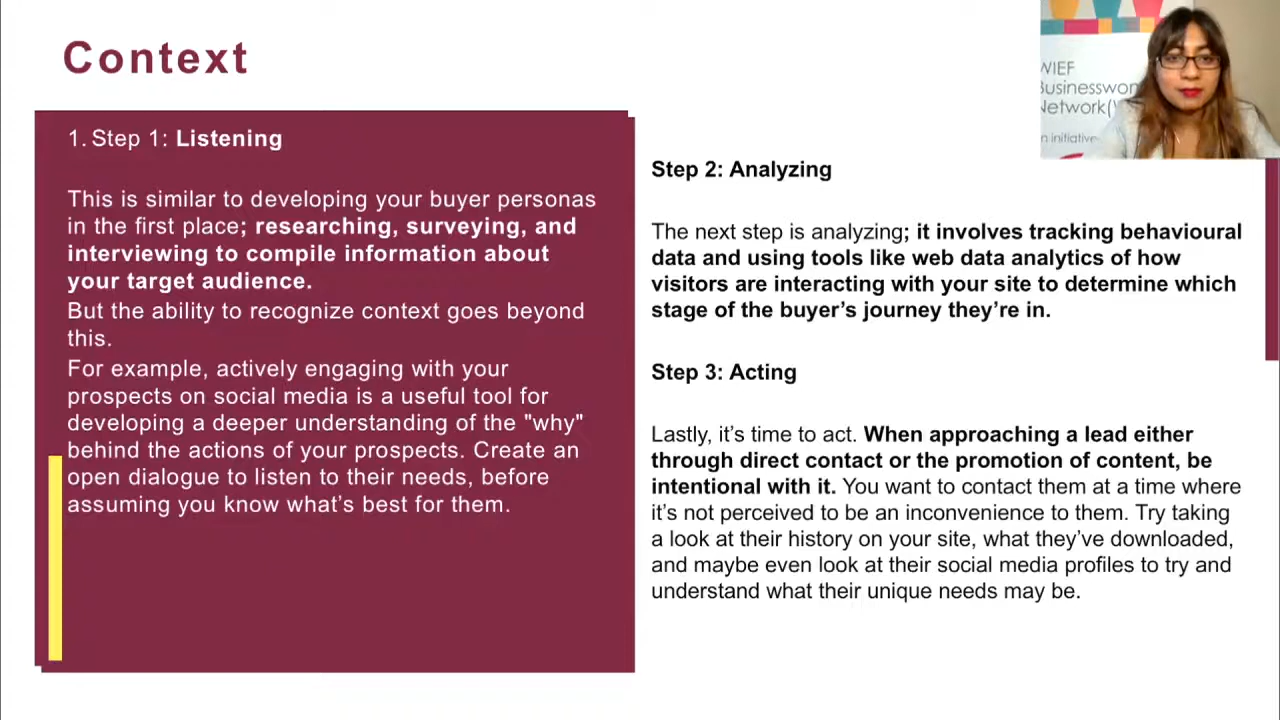 Context
1. Step 1: Listening
This is similar to developing your buyer personas
in the first place; researching, surveying, and
interviewing to compile information about
your target audience.
But the ability to recognize context goes beyond
this.
For example, actively engaging with your
prospects on social media is a useful tool for
developing a deeper understanding of the "why"
behind the actions of your prospects. Create an
open dialogue to listen to their needs, before
assuming you know what's best for them.
Step 2: Analyzing
The next step is analyzing; it involves tracking behavioural
data and using tools like web data analytics of how
visitors are interacting with your site to determine which
stage of the buyer’s journey they’re in.
Step 3: Acting
Lastly, it’s time to act. When approaching a lead either
through direct contact or the promotion of content, be
intentional with it. You want to contact them at a time where
it’s not perceived to be an inconvenience to them. Try taking
a look at their history on your site, what they’ve downloaded,
and maybe even look at their social media profiles to try and
understand what their unique needs may be.
WIEF
Businesswom
Network(
n initiative